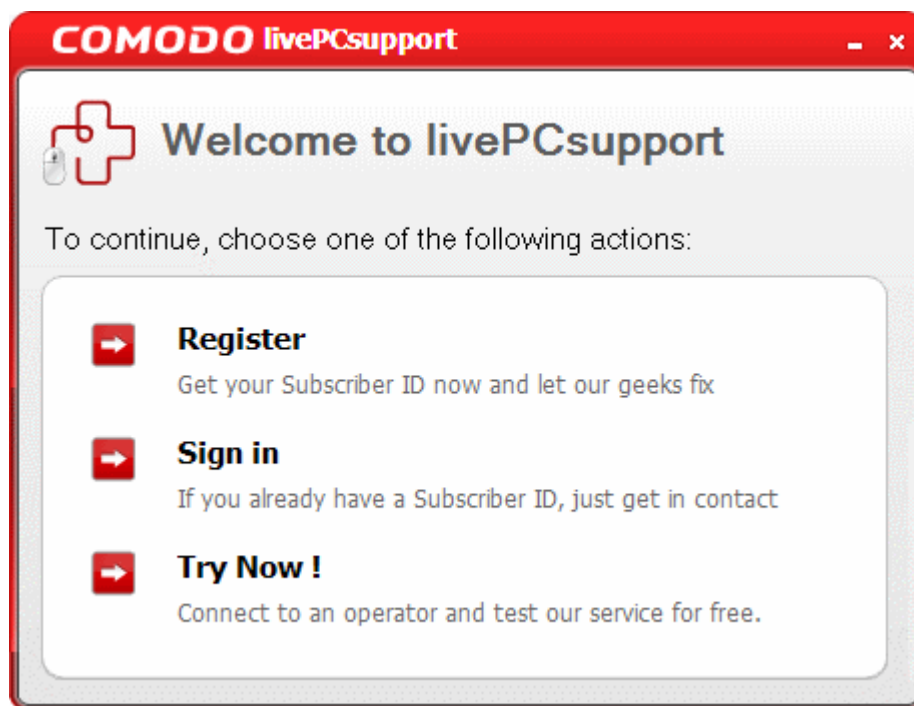 COMODO livePCsupport
Welcome to livePCsupport
To continue, choose one of the following actions:
Register
Get your Subscriber ID now and let our geeks fix
Sign in
If you already have a Subscriber ID, just get in contact
Try Now !
Connect to an operator and test our service for free.